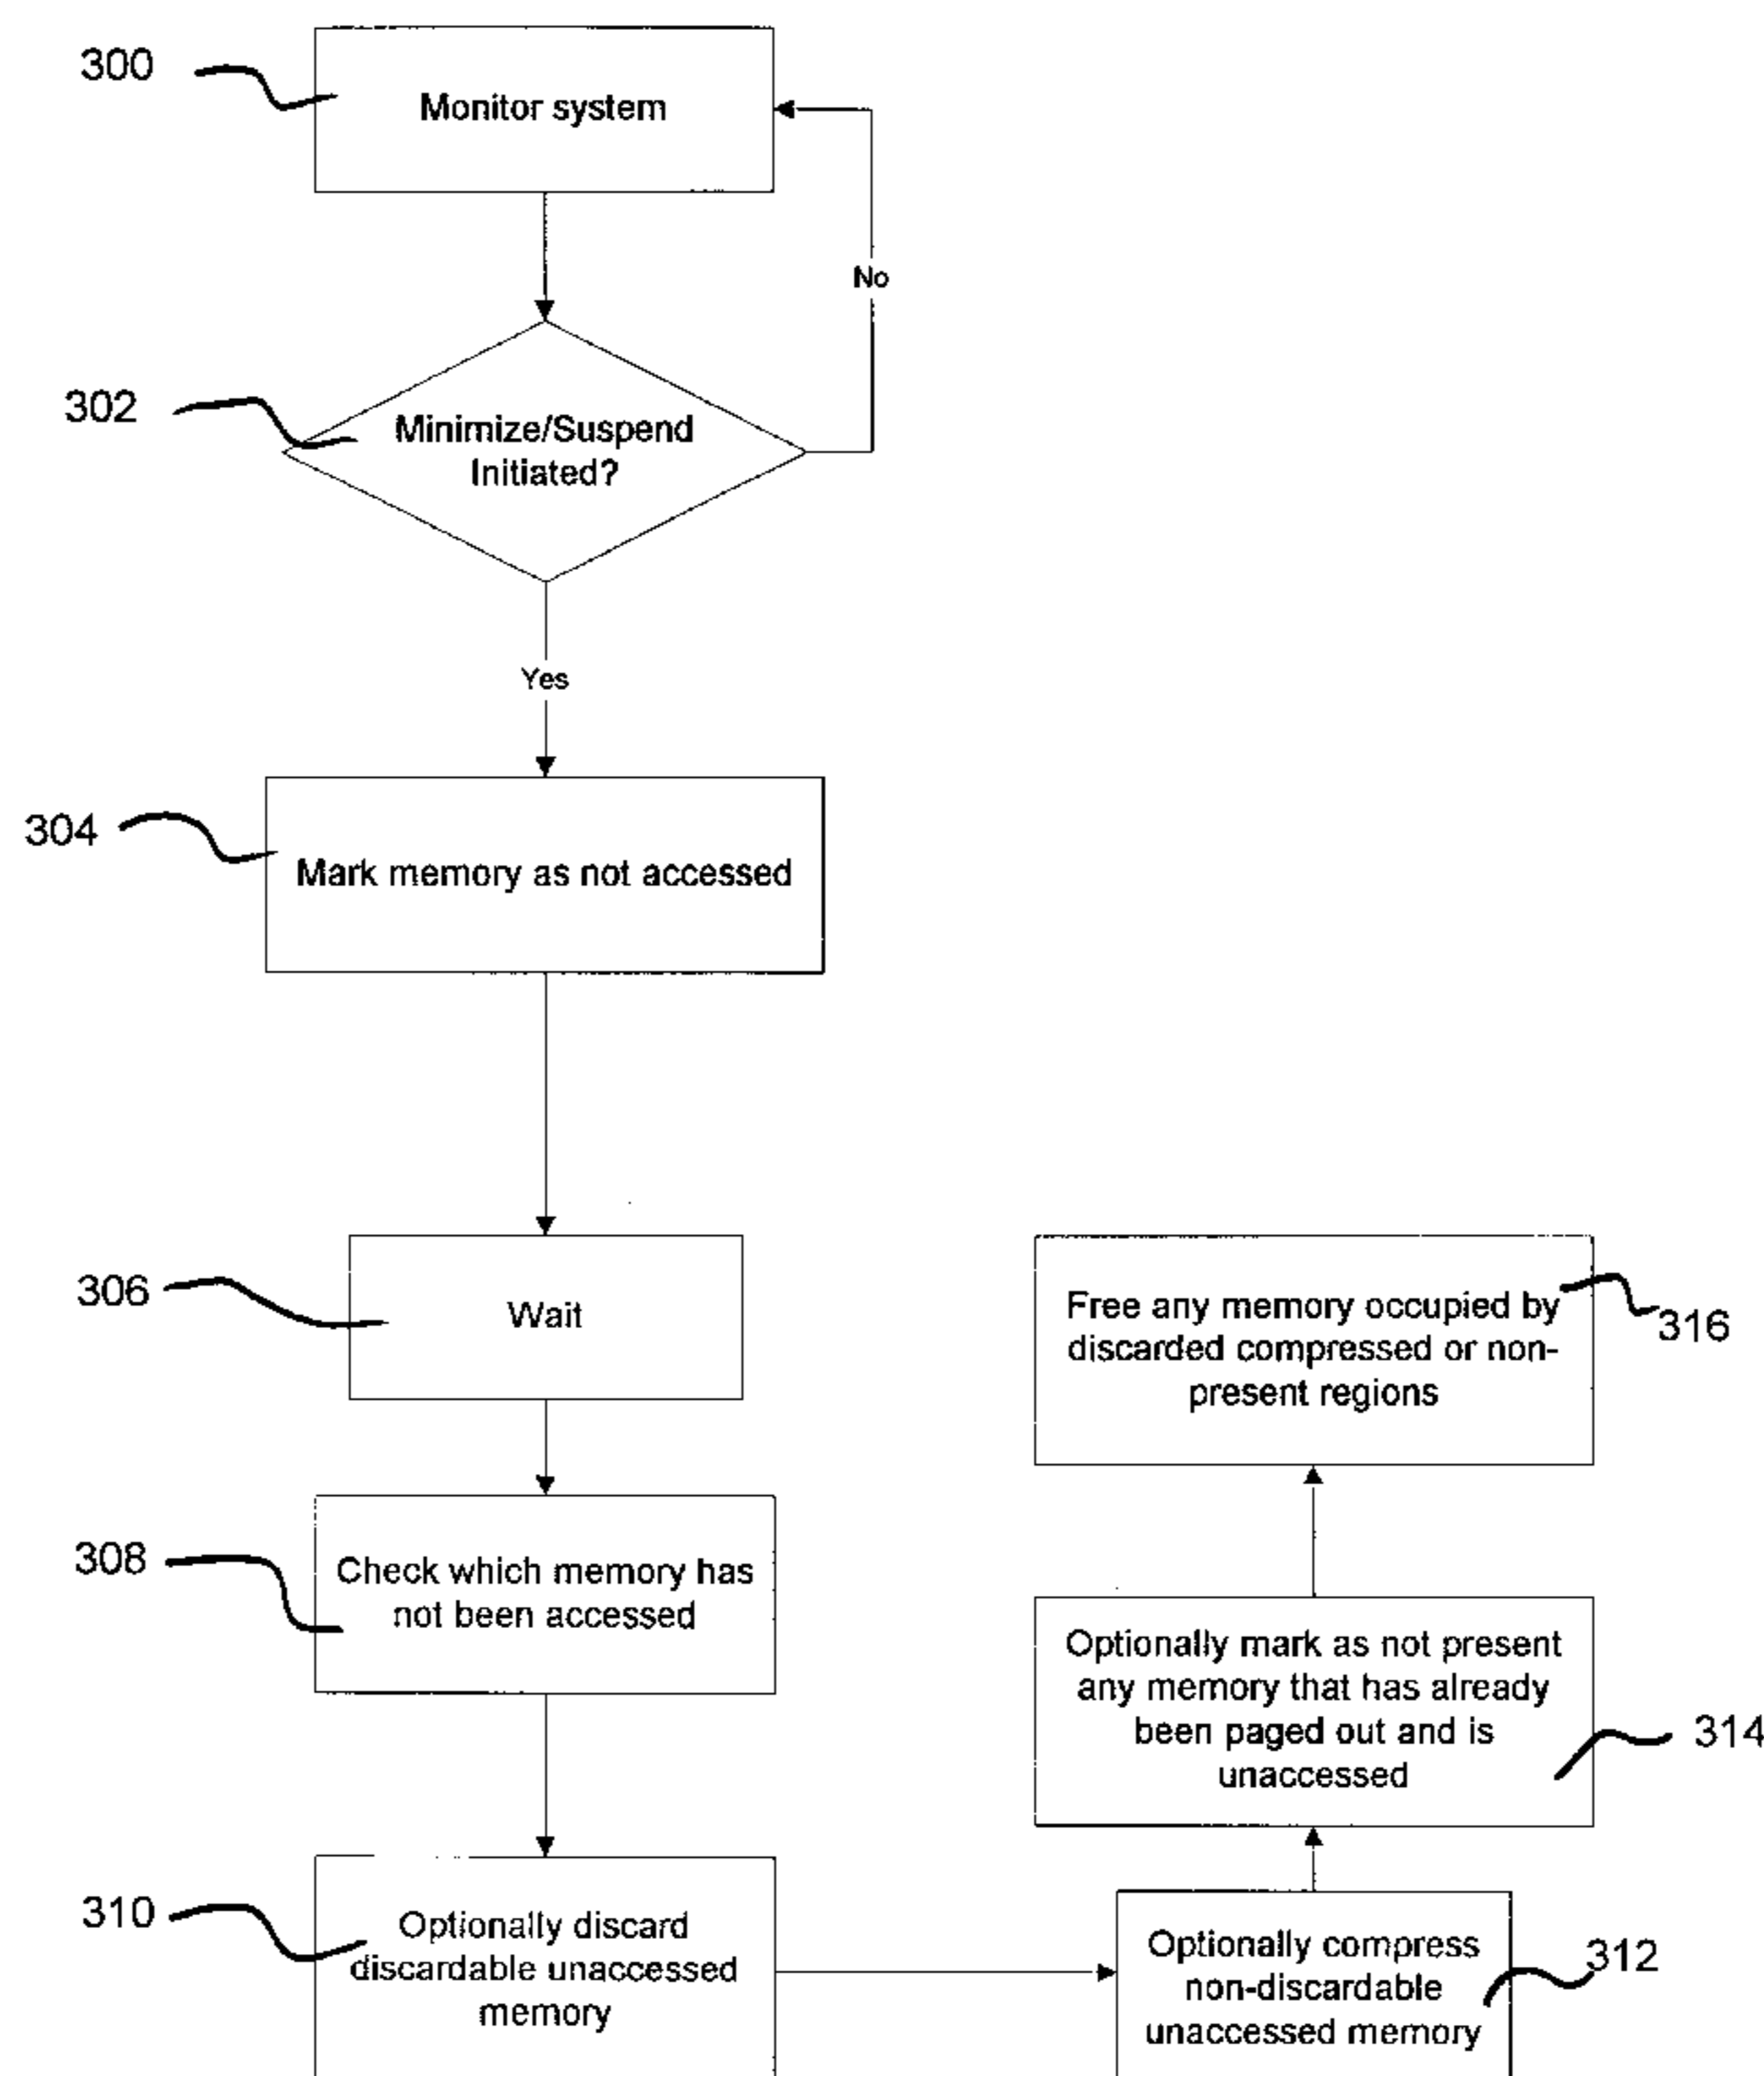 300
Monitor system
No
302
Minimize/Suspend
Initiated?
Yes
304
Mark memory as not accessed
306
Wait
308
Check which memory has
not been accessed
310
Optionally discard
discardable unaccessed
memory
Optionally compress
non-discardable
unaccessed memory
312
Optionally mark as not present
any memory that has already
been paged out and is
unaccessed
314
Free any memory occupied by
discarded compressed or non-
present regions
316